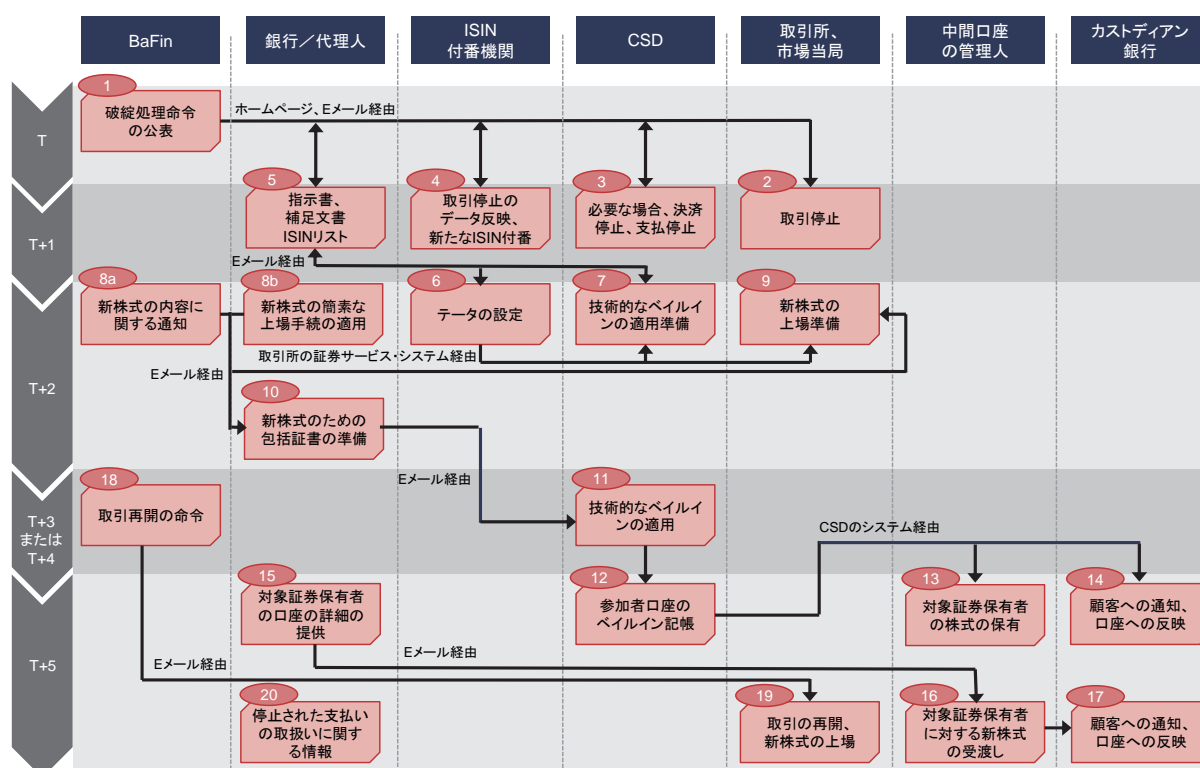 BaFin
銀行／代理人
ISIN
付番機関
CSD
取引所、
市場当局
中間口座
の管理人
カストディアン
銀行
T
1
破綻処理命令
の公表
ホームページ、Eメール経由
T+1
5
指示書、
補足文書
ISINリスト
4
取引停止の
データ反映、
新たなISIN付番
3
必要な場合、決済
停止、支払停止
2
取引停止
Eメール経由
T+2
8a
新株式の内容に
関する通知
8b
新株式の簡素な
上場手続の適用
6
テータの設定
7
技術的なベイルイ
ンの適用準備
9
新株式の
上場準備
取引所の証券サービス・システム経由
Eメール経由
10
新株式のための
包括証書の準備
T+3
または
T+4
18
取引再開の命令
Eメール経由
11
技術的なベイルイ
ンの適用
CSDのシステム経由
T+5
15
対象証券保有者
の口座の詳細の
提供
12
参加者口座の
ベイルイン記帳
13
対象証券保有者
の株式の保有
14
顧客への通知、
口座への反映
Eメール経由
Eメール経由
20
停止された支払い
の取扱いに関す
る情報
19
取引の再開、
新株式の上場
16
対象証券保有者
に対する新株式
の受渡し
17
顧客への通知、
口座への反映